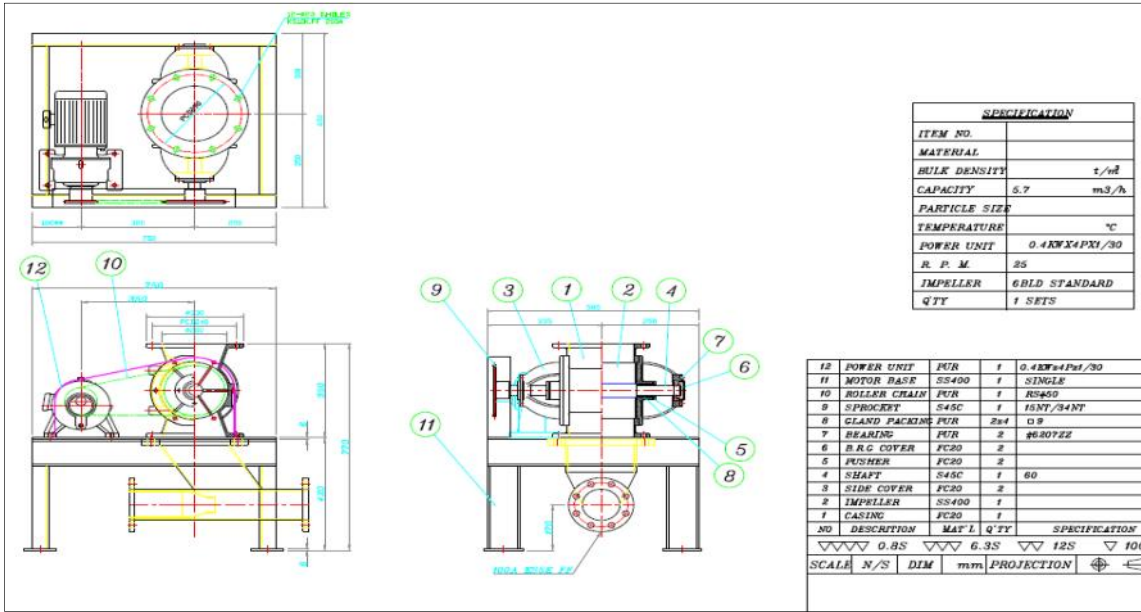 SPECIFICATION
ITEM NO.
MATERIAL
BULK DENSITY t/m³
CAPACITY 5.7 m3/h
PARTICLE SIZE
TEMPERATURE °C
POWER UNIT 0.4KWX4PX1/30
R. P. M. 25
IMPELLER 6BLD STANDARD
Q'TY 1 SETS
12
10
9
3
1
2
4
7
6
5
8
11
12 POWER UNIT PUR 1 0.4KWx4Px1/30
11 MOTOR BASE SS400 1 SINGLE
10 ROLLER CHAIN PUR 1 RS#50
9 SPROCKET S45C 1 15NT/34NT
8 GLAND PACKING PUR 2x4 □9
7 BEARING PUR 2 #6207ZZ
6 B.R.G COVER FC20 2
5 PUSHER FC20 2
4 SHAFT S45C 1 60
3 SIDE COVER FC20 2
2 IMPELLER SS400 1
1 CASING FC20 1
NO DESCRITION MAT'L Q'TY SPECIFICATION
▽▽▽▽ 0.8S ▽▽▽ 6.3S ▽▽ 12S ▽ 100
SCALE N/S DIM mm PROJECTION